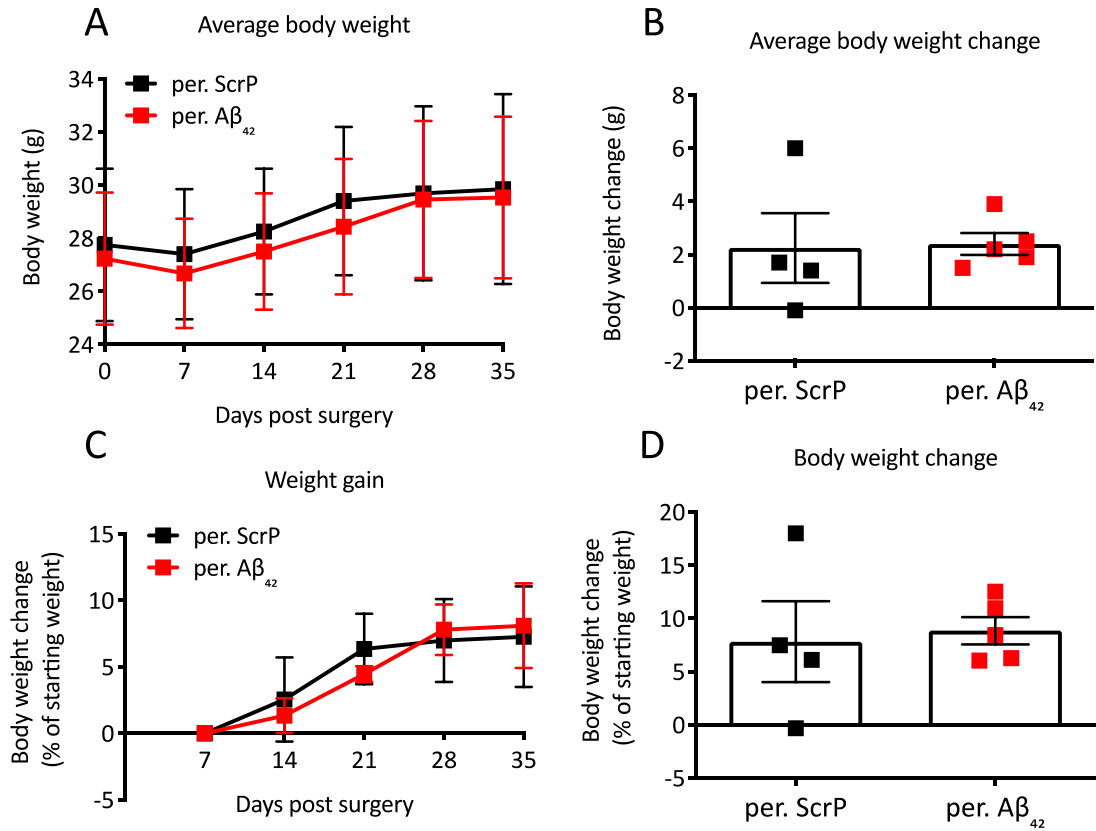 A
Average body weight
34
32
30
28
26
24
Body weight (g)
per. ScrP
per. Aβ₄₂
0 7 14 21 28 35
Days post surgery
B
Average body weight change
8
6
4
2
0
-2
Body weight change (g)
per. ScrP per. Aβ₄₂
C
Weight gain
15
10
5
0
-5
Body weight change
(% of starting weight)
per. ScrP
per. Aβ₄₂
7 14 21 28 35
Days post surgery
D
Body weight change
20
15
10
5
0
-5
Body weight change
(% of starting weight)
per. ScrP per. Aβ₄₂